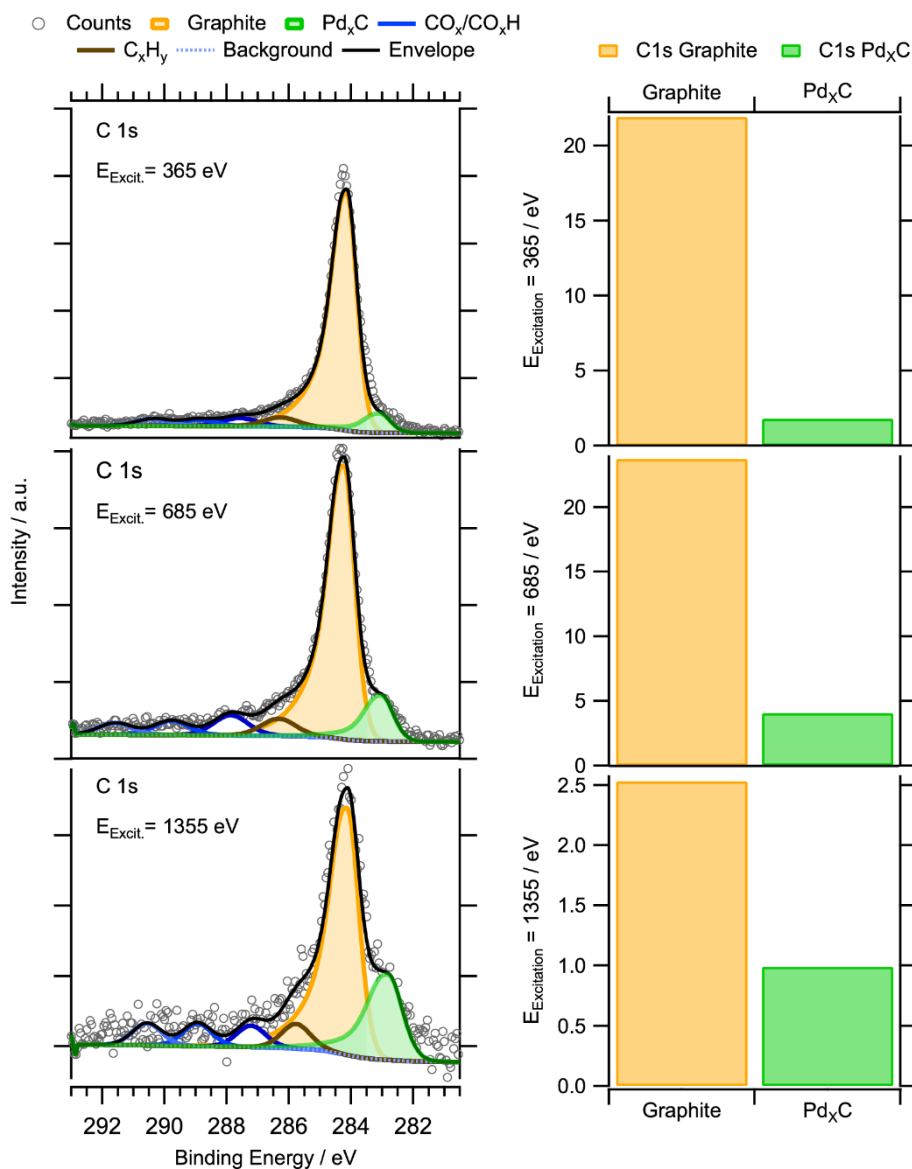 Counts Graphite PdxC COx/COxH
CxHy Background Envelope
C1s Graphite C1s PdXC
Graphite PdXC
C 1s
EExcit.= 365 eV
C 1s
EExcit.= 685 eV
C 1s
EExcit.= 1355 eV
Intensity / a.u.
292 290 288 286 284 282
Binding Energy / eV
EExcitation = 365 / eV
20
15
10
5
0
EExcitation = 685 / eV
20
15
10
5
0
EExcitation = 1355 / eV
2.5
2.0
1.5
1.0
0.5
0.0
Graphite PdXC